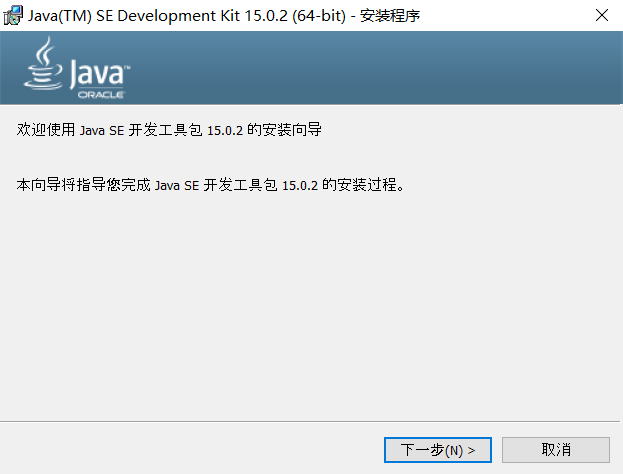 Java(TM) SE Development Kit 15.0.2 (64-bit) - 安装程序
Java™
ORACLE
欢迎使用 Java SE 开发工具包 15.0.2 的安装向导
本向导将指导您完成 Java SE 开发工具包 15.0.2 的安装过程。
下一步(N) > 取消